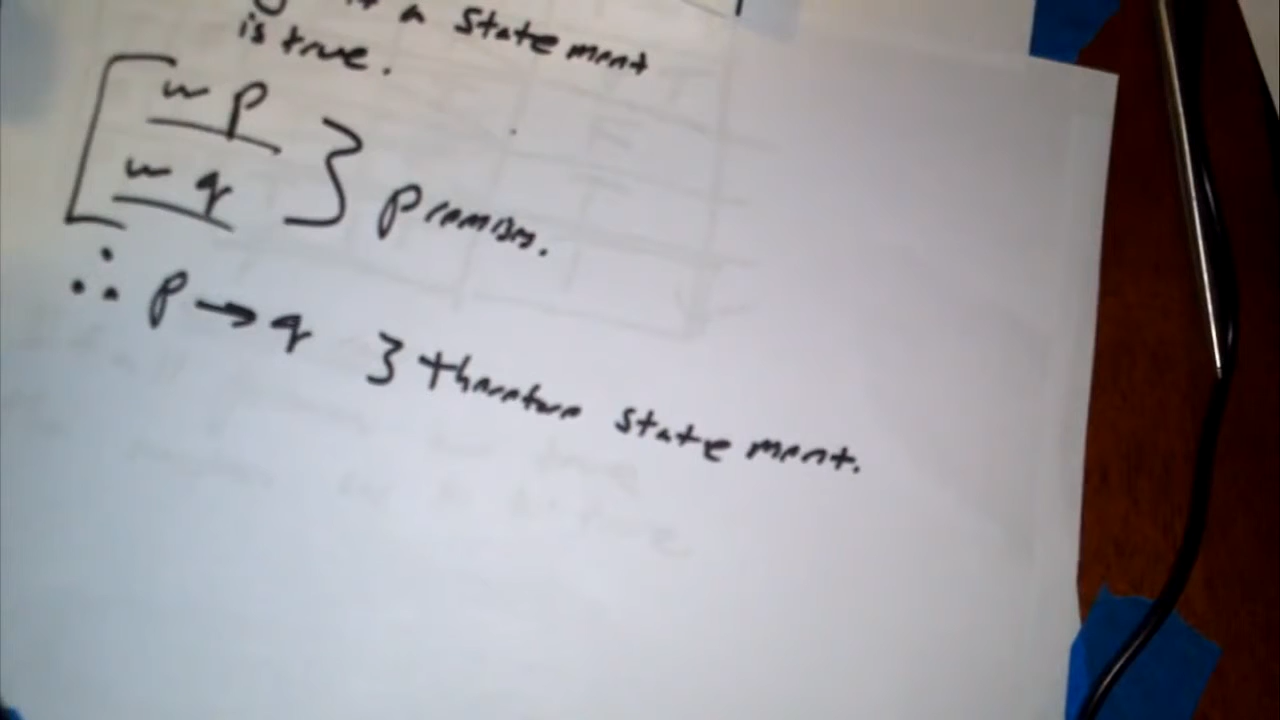 a statement
is true.
~ p
~ q } premises.
∴ p → q } therefore statement.